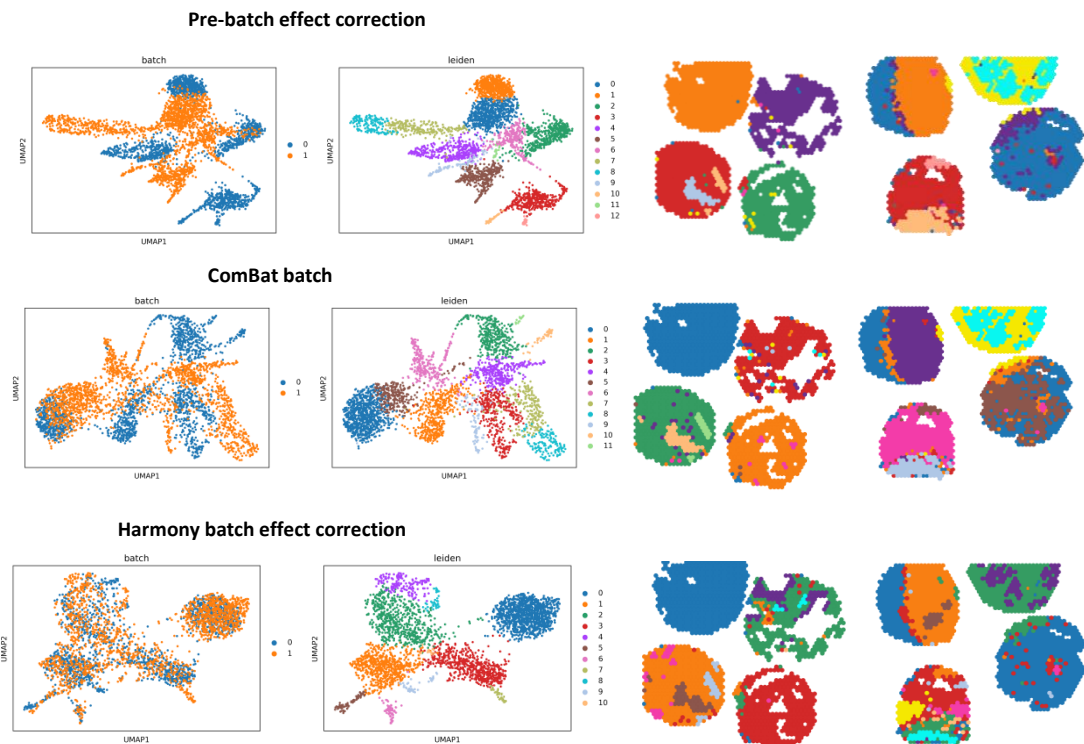 Pre-batch effect correction
batch
leiden
UMAP2
UMAP1
0
1
UMAP2
UMAP1
0
1
2
3
4
5
6
7
8
9
10
11
12
ComBat batch
batch
leiden
UMAP2
UMAP1
0
1
UMAP2
UMAP1
0
1
2
3
4
5
6
7
8
9
10
11
Harmony batch effect correction
batch
leiden
UMAP2
UMAP1
0
1
UMAP2
UMAP1
0
1
2
3
4
5
6
7
8
9
10